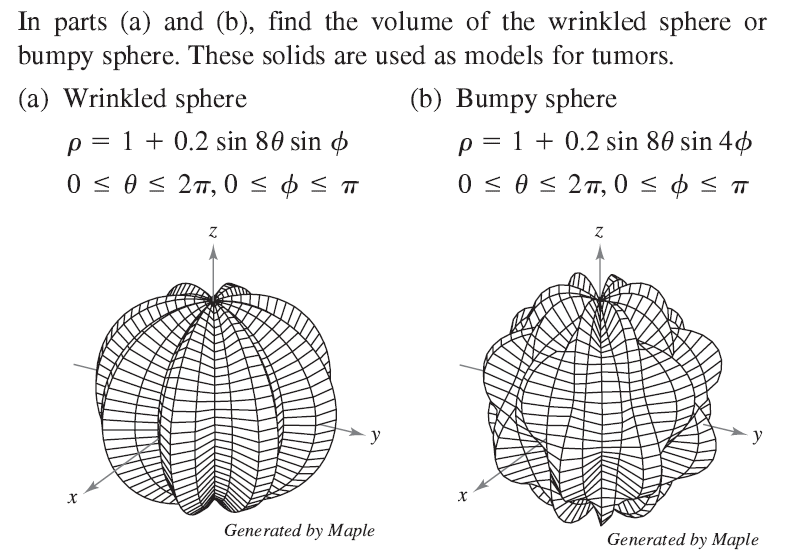 In parts (a) and (b), find the volume of the wrinkled sphere or
bumpy sphere. These solids are used as models for tumors.
(a) Wrinkled sphere
ρ = 1 + 0.2 sin 8θ sin ϕ
0 ≤ θ ≤ 2π, 0 ≤ ϕ ≤ π
z
y
x
Generated by Maple
(b) Bumpy sphere
ρ = 1 + 0.2 sin 8θ sin 4ϕ
0 ≤ θ ≤ 2π, 0 ≤ ϕ ≤ π
z
y
x
Generated by Maple